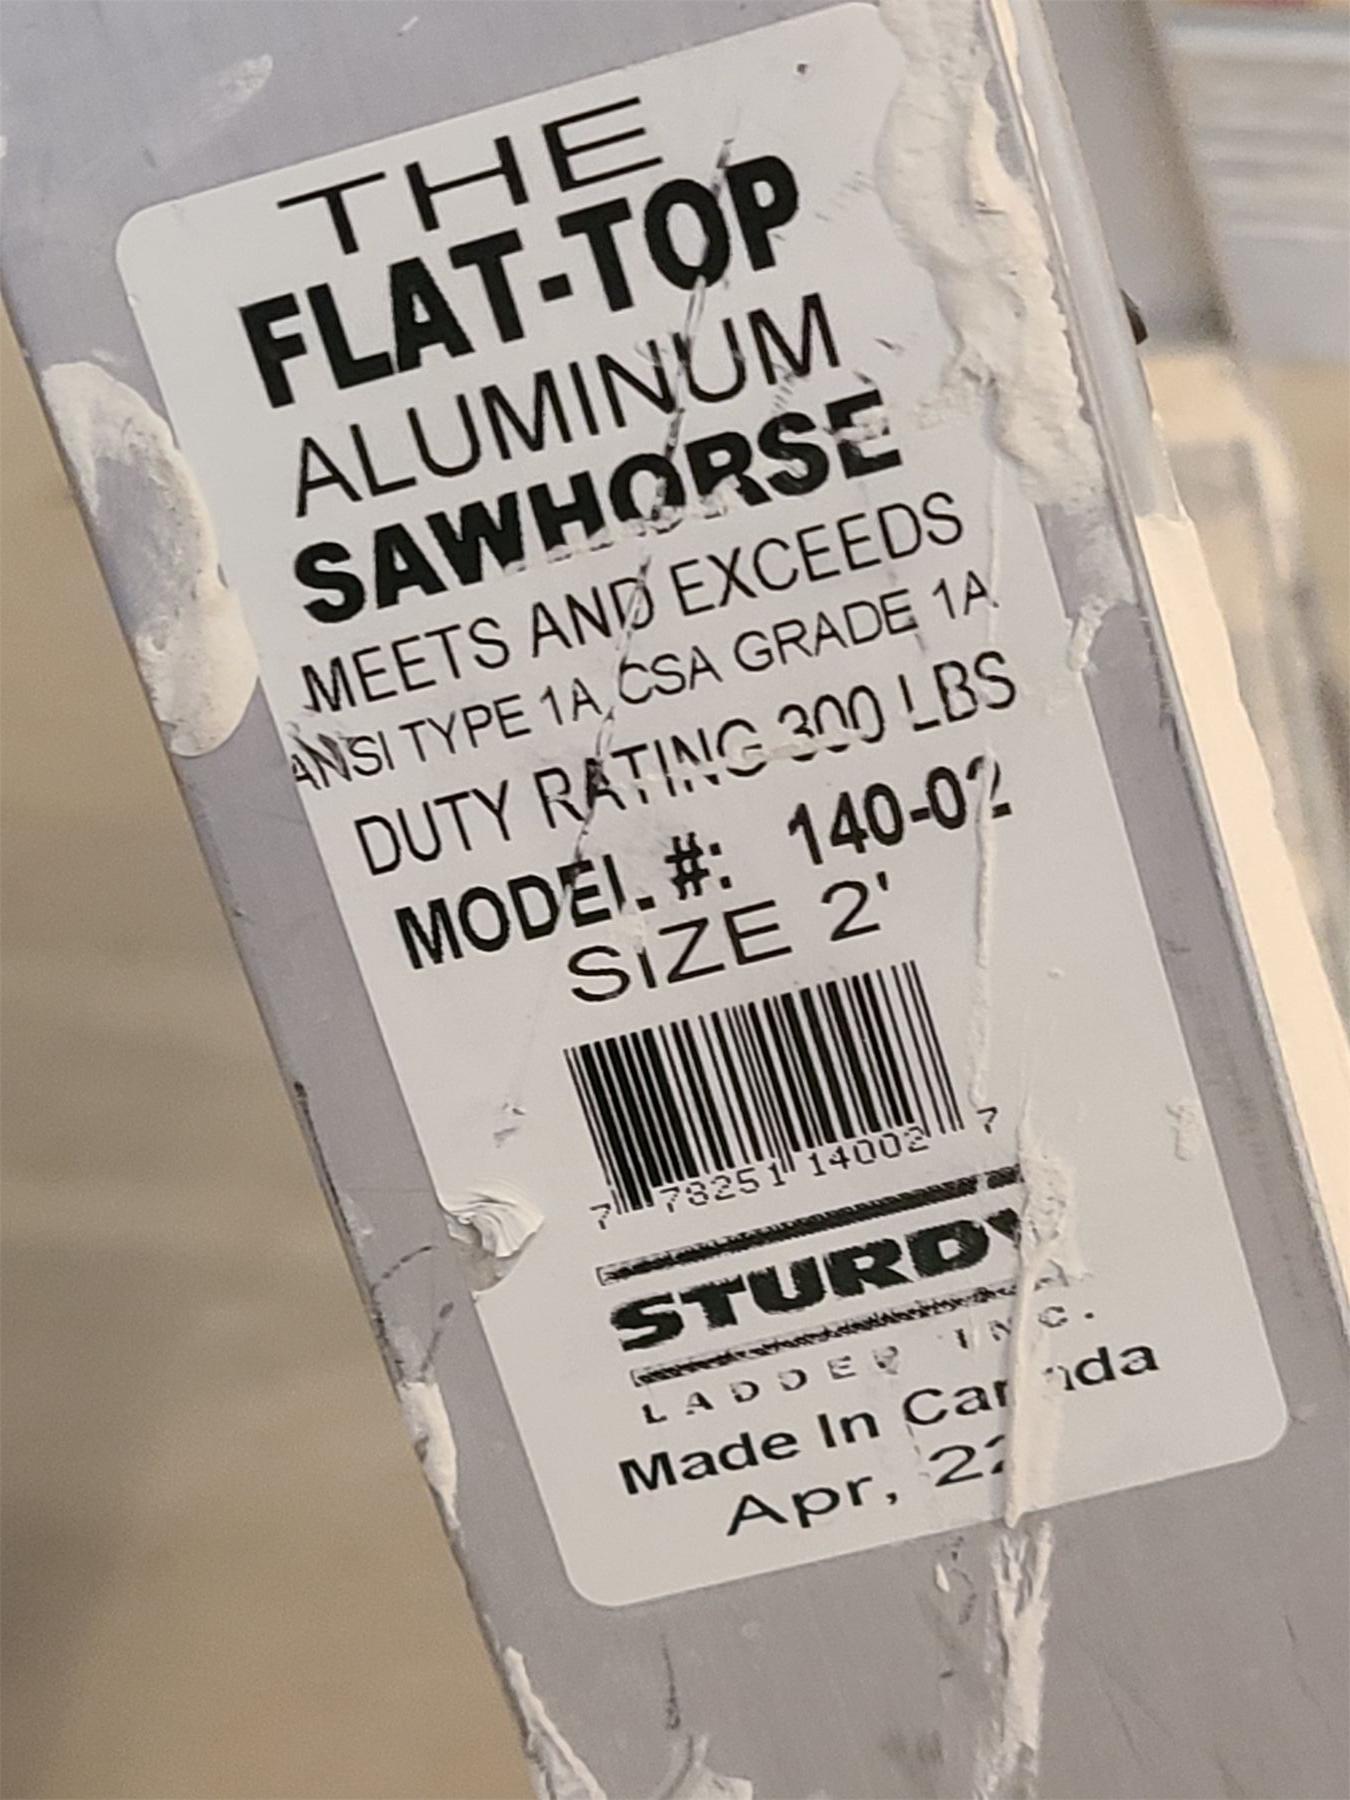 THE
FLAT-TOP
ALUMINUM
SAWHORSE
MEETS AND EXCEEDS
ANSI TYPE 1A CSA GRADE 1A
DUTY RATING 300 LBS
MODEL #: 140-02
SIZE 2'
7 78251 14002 7
STURDY
LADDER INC.
Made In Canada
Apr, 22